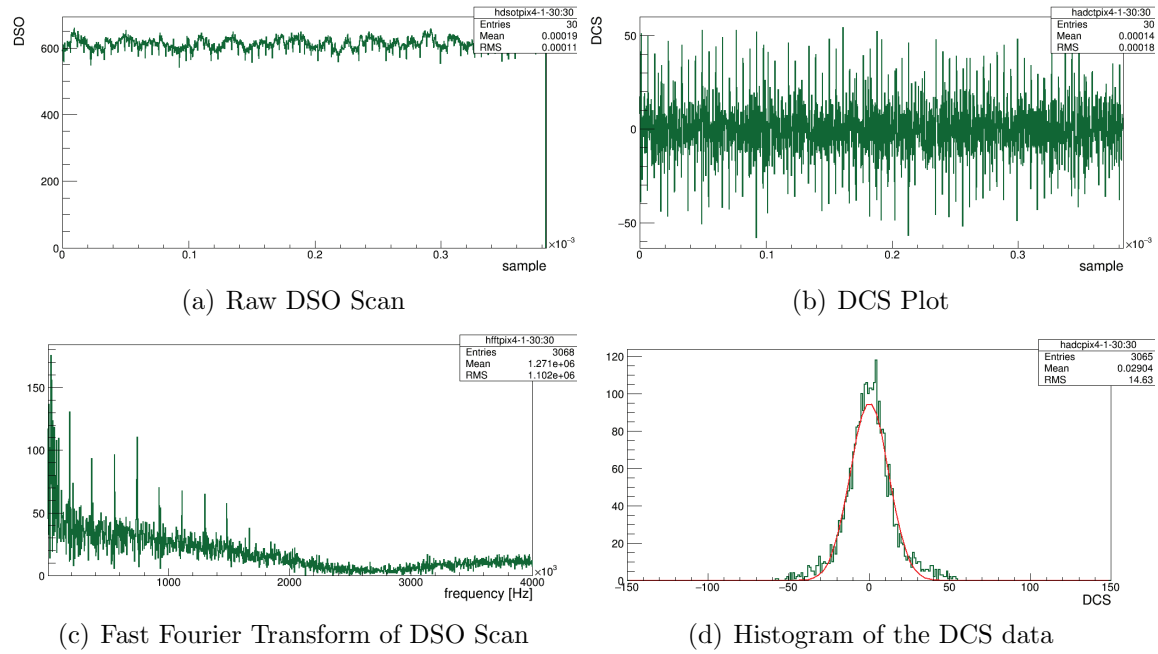 hdsotpix4-1-30:30
Entries 30
Mean 0.00019
RMS 0.00011
DSO
600
400
200
0
0 0.1 0.2 0.3 ×10⁻³
sample
(a) Raw DSO Scan
hadctpix4-1-30:30
Entries 30
Mean 0.00014
RMS 0.00018
DCS
50
0
−50
0 0.1 0.2 0.3 ×10⁻³
sample
(b) DCS Plot
hfftpix4-1-30:30
Entries 3068
Mean 1.271e+06
RMS 1.102e+06
150
100
50
0
1000 2000 3000 4000 ×10³
frequency [Hz]
(c) Fast Fourier Transform of DSO Scan
hadcpix4-1-30:30
Entries 3065
Mean 0.02904
RMS 14.63
120
100
80
60
40
20
0
−150 −100 −50 0 50 100 150
DCS
(d) Histogram of the DCS data